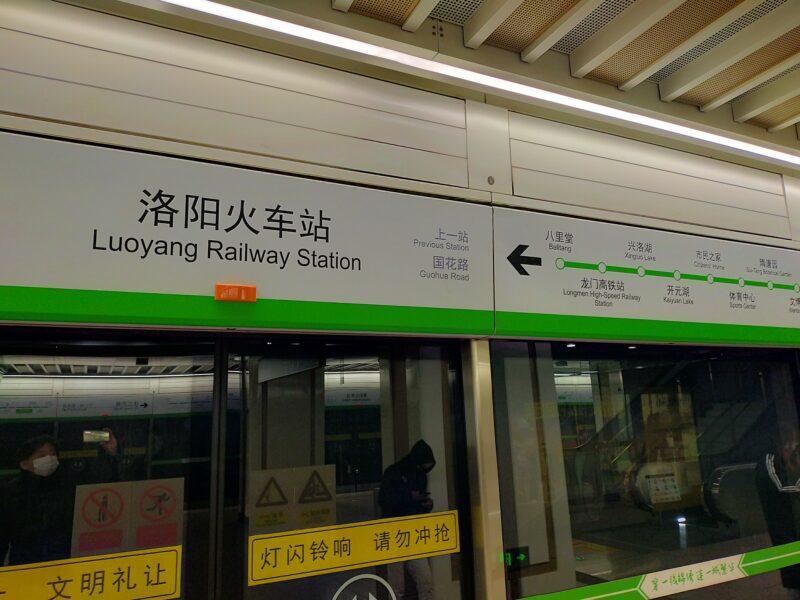 洛阳火车站
Luoyang Railway Station
上一站
Previous Station
国花路
Guohua Road
八里堂
Balitang
龙门高铁站
Longmen High-Speed Railway
Station
兴洛湖
Xingluo Lake
开元湖
Kaiyuan Lake
市民之家
Citizens' Home
体育中心
Sports Center
隋唐园
Sui-Tang Botanical Garden
文明礼让
灯闪铃响 请勿冲抢